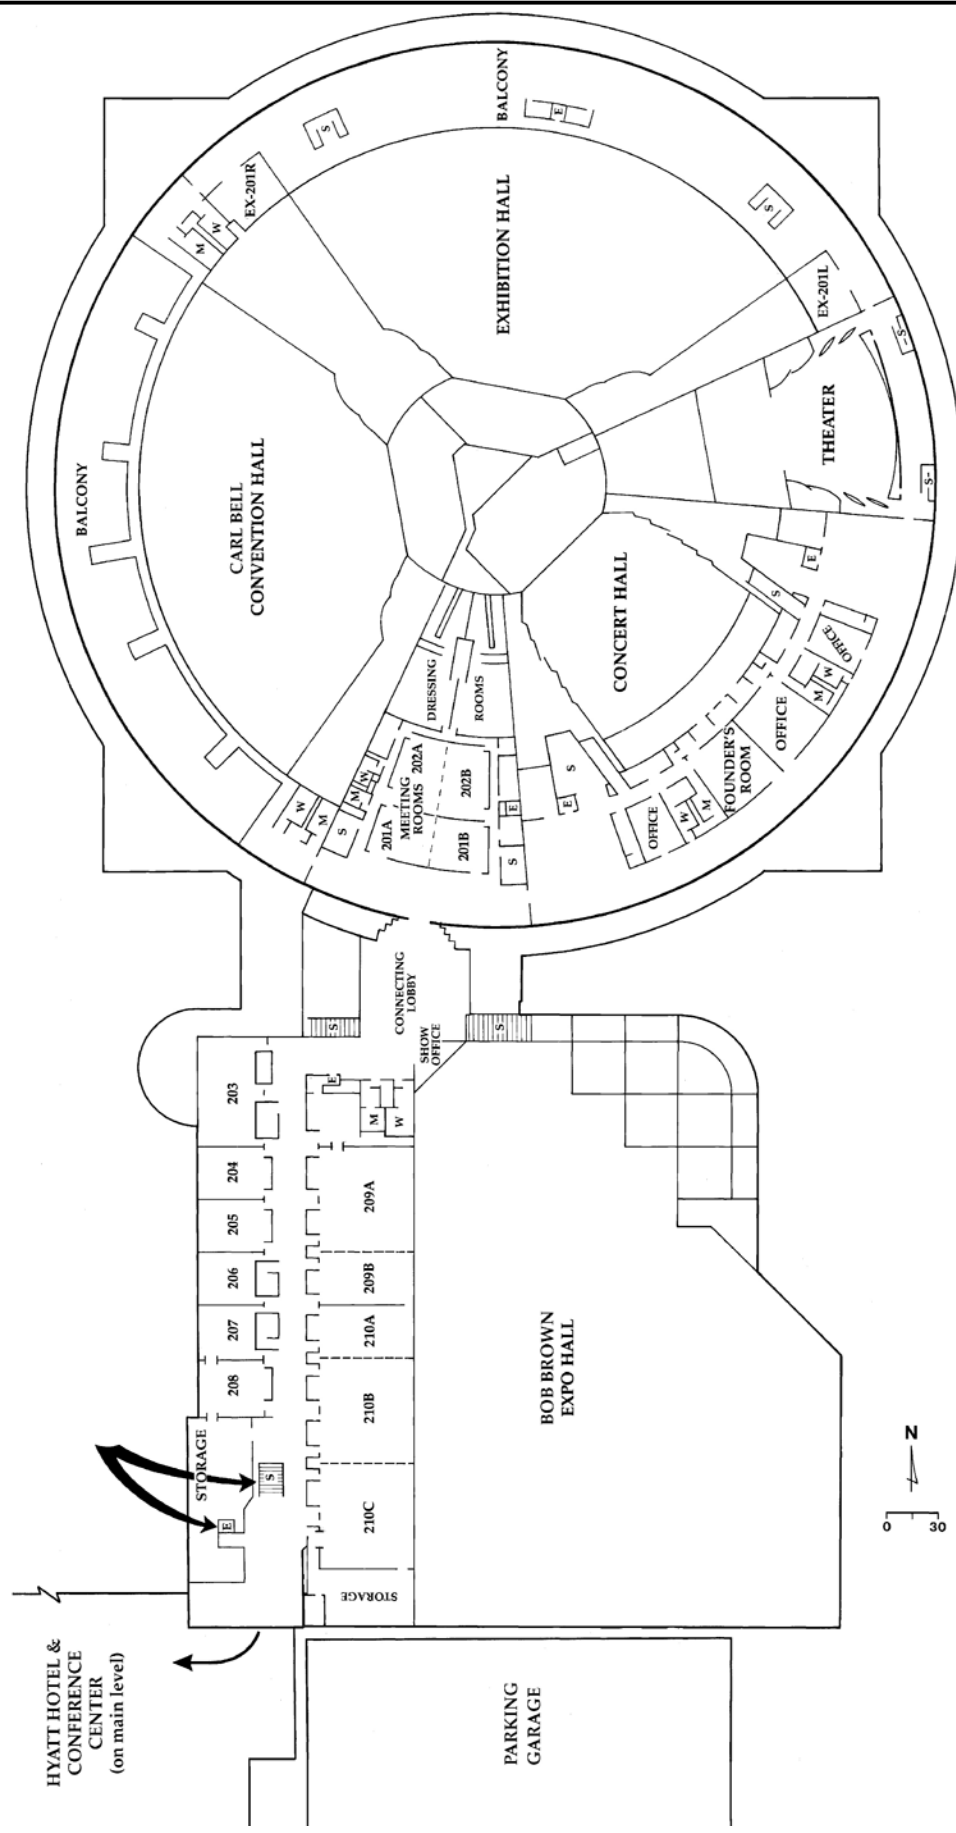 BALCONY
S
E
EX-201R
W
M
EXHIBITION HALL
S
EX-201L
S
BALCONY
CARL BELL
CONVENTION HALL
THEATER
S
CONCERT HALL
E
S
OFFICE
W
M
OFFICE
FOUNDER'S
ROOM
DRESSING
ROOMS
202A
MEETING
ROOMS
201A
202B
201B
M
W
W
M
S
E
S
S
E
OFFICE
W
M
CONNECTING
LOBBY
SHOW
OFFICE
S
S
E
M
W
203
204
205
206
207
208
209A
209B
210A
210B
210C
STORAGE
S
E
STORAGE
BOB BROWN
EXPO HALL
N
0 30
HYATT HOTEL &
CONFERENCE
CENTER
(on main level)
PARKING
GARAGE